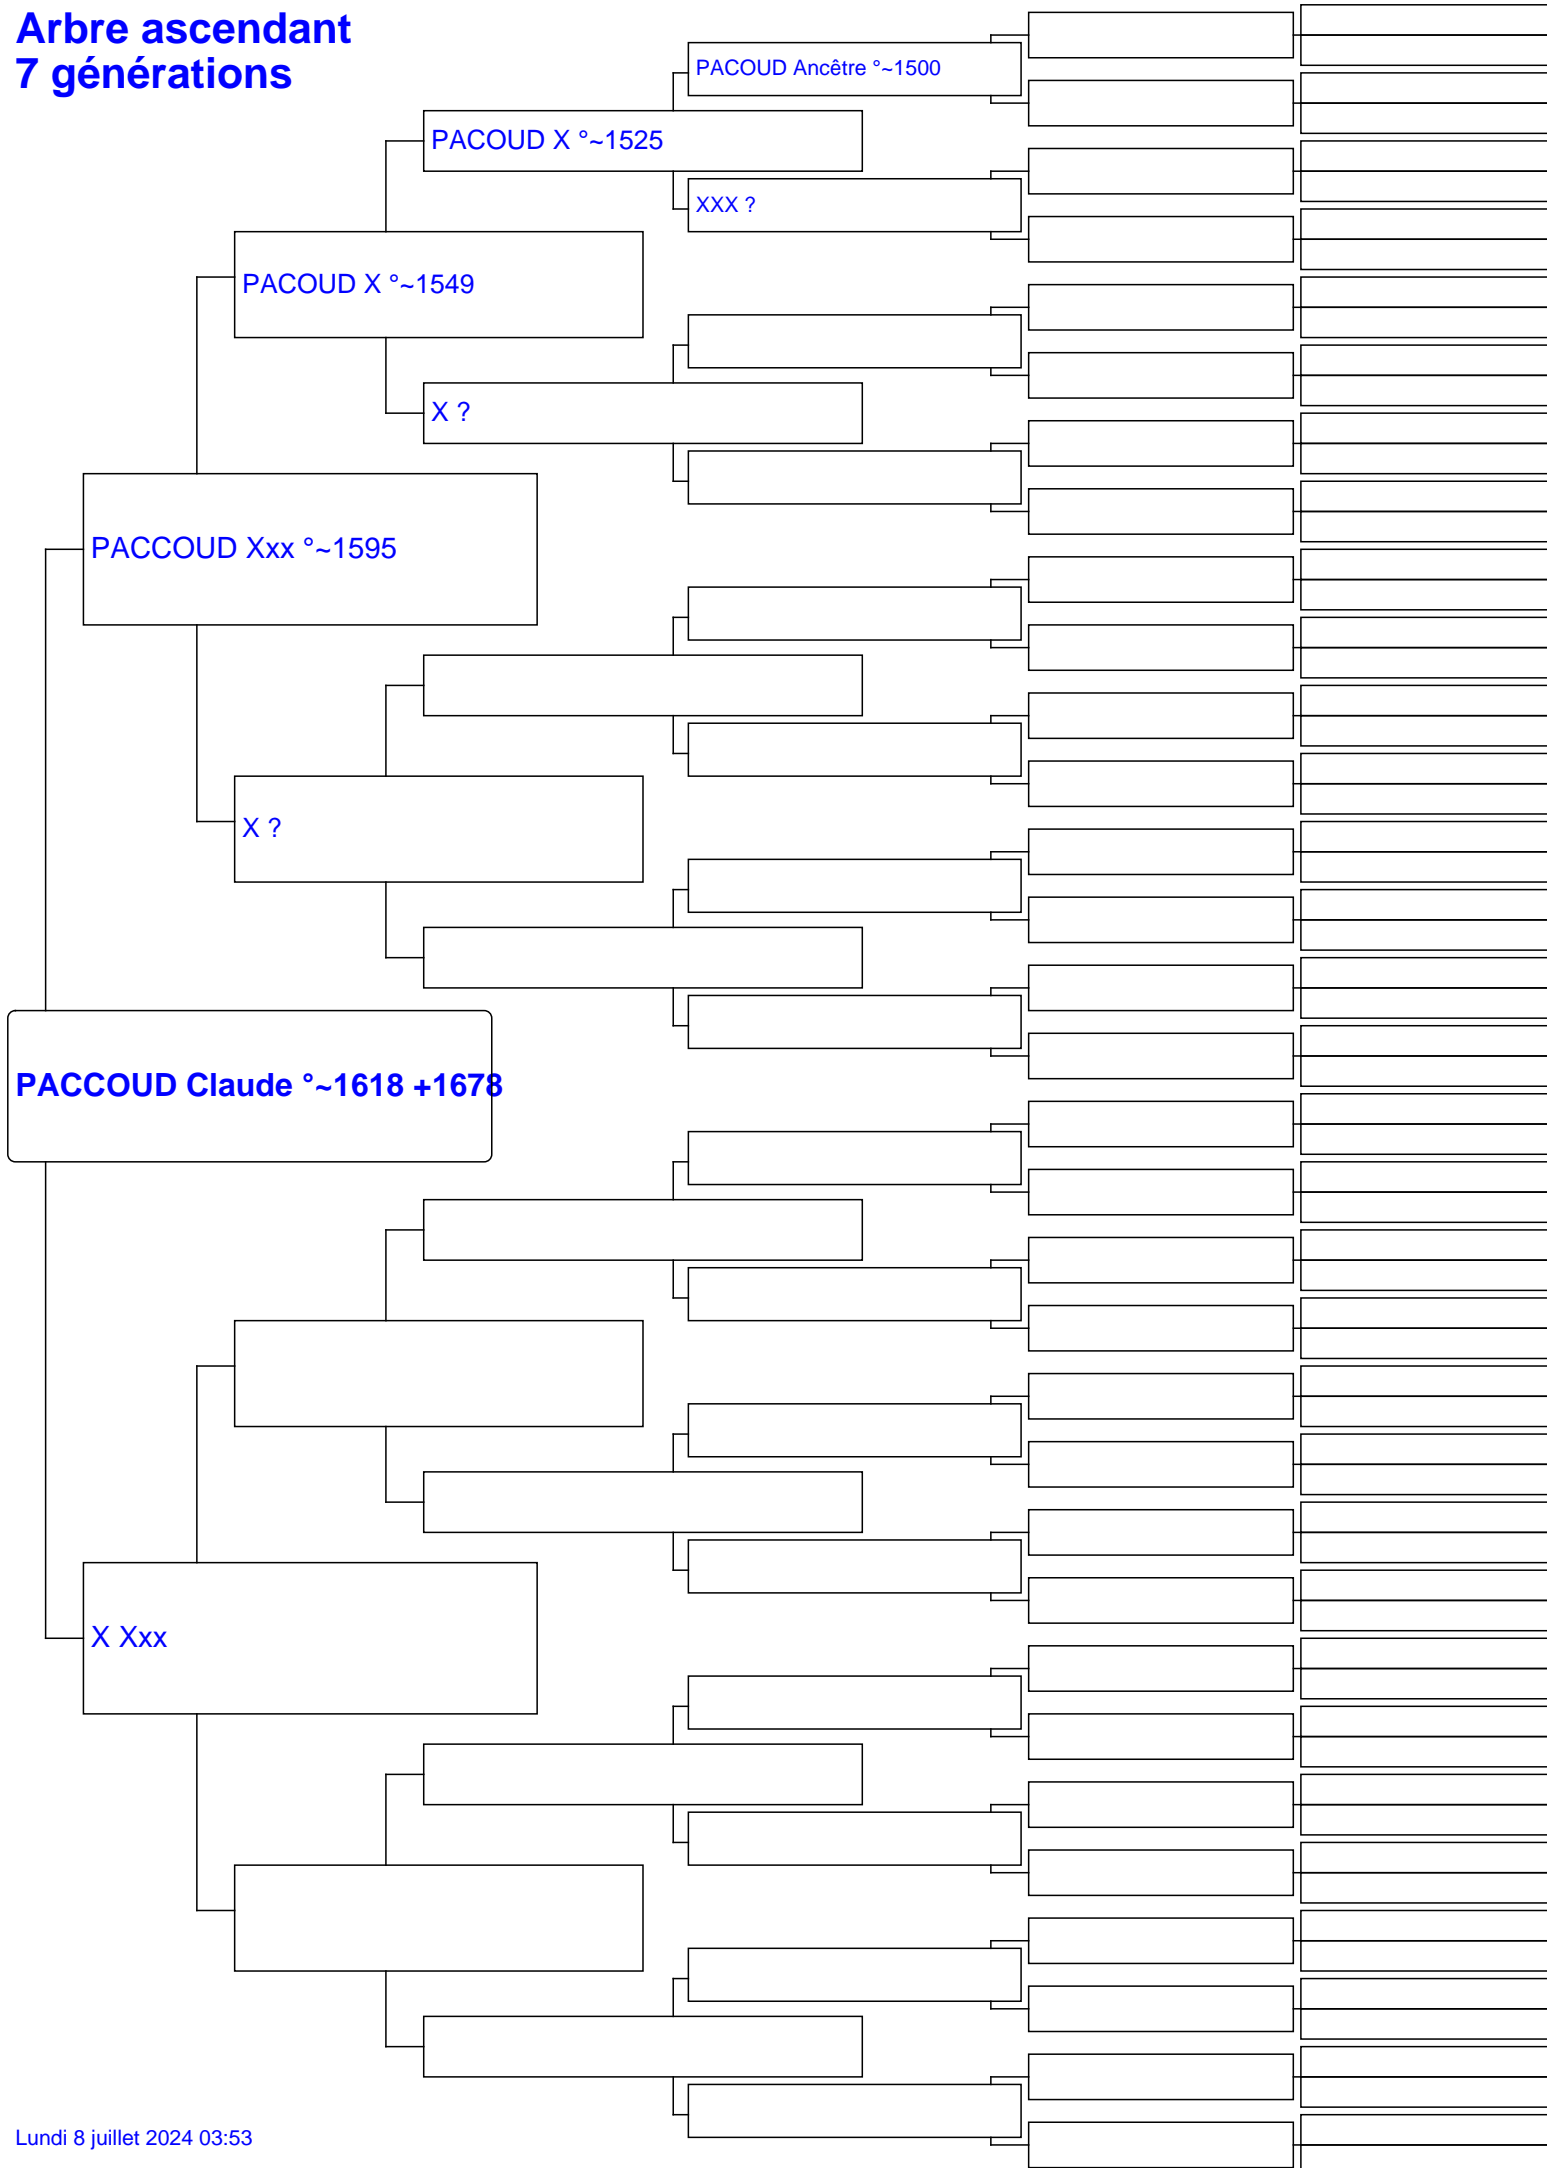 Arbre ascendant
7 générations
PACOUD Ancêtre °~1500
PACOUD X °~1525
XXX ?
PACOUD X °~1549
X ?
PACCOUD Xxx °~1595
X ?
PACCOUD Claude °~1618 +1678
X Xxx
Lundi 8 juillet 2024 03:53